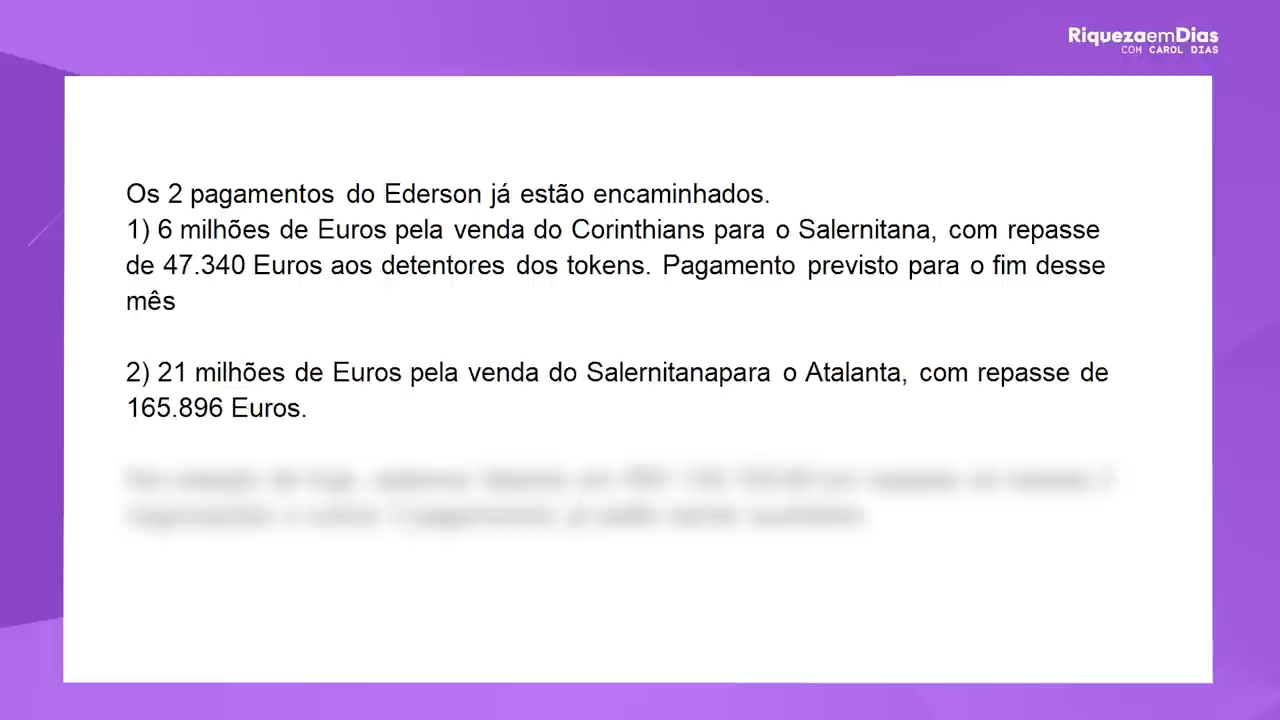 RiquezaemDias
COM CAROL DIAS
Os 2 pagamentos do Ederson já estão encaminhados.
1) 6 milhões de Euros pela venda do Corinthians para o Salernitana, com repasse
de 47.340 Euros aos detentores dos tokens. Pagamento previsto para o fim desse
mês
2) 21 milhões de Euros pela venda do Salernitanapara o Atalanta, com repasse de
165.896 Euros.